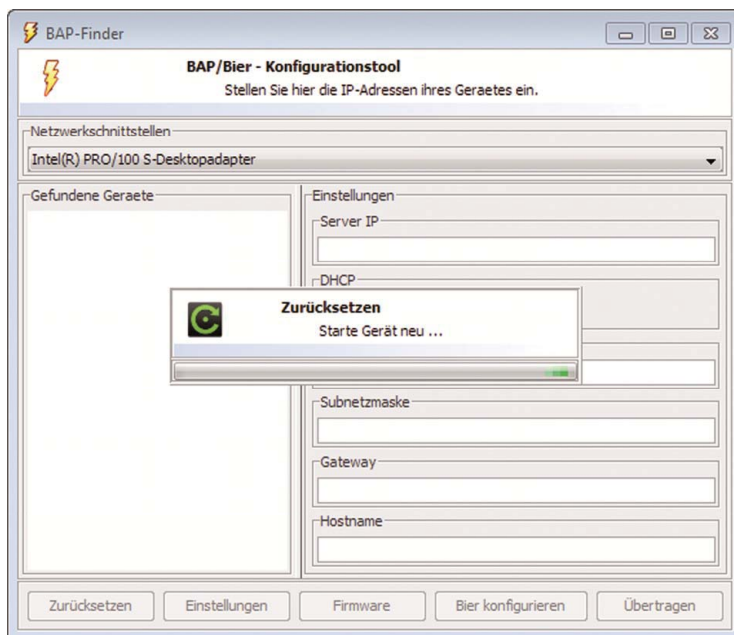 BAP-Finder
BAP/Bier - Konfigurationstool
Stellen Sie hier die IP-Adressen ihres Geraetes ein.
Netzwerkschnittstellen
Intel(R) PRO/100 S-Desktopadapter
Gefundene Geraete
Einstellungen
Server IP
DHCP
Zurücksetzen
Starte Gerät neu ...
Subnetzmaske
Gateway
Hostname
Zurücksetzen
Einstellungen
Firmware
Bier konfigurieren
Übertragen